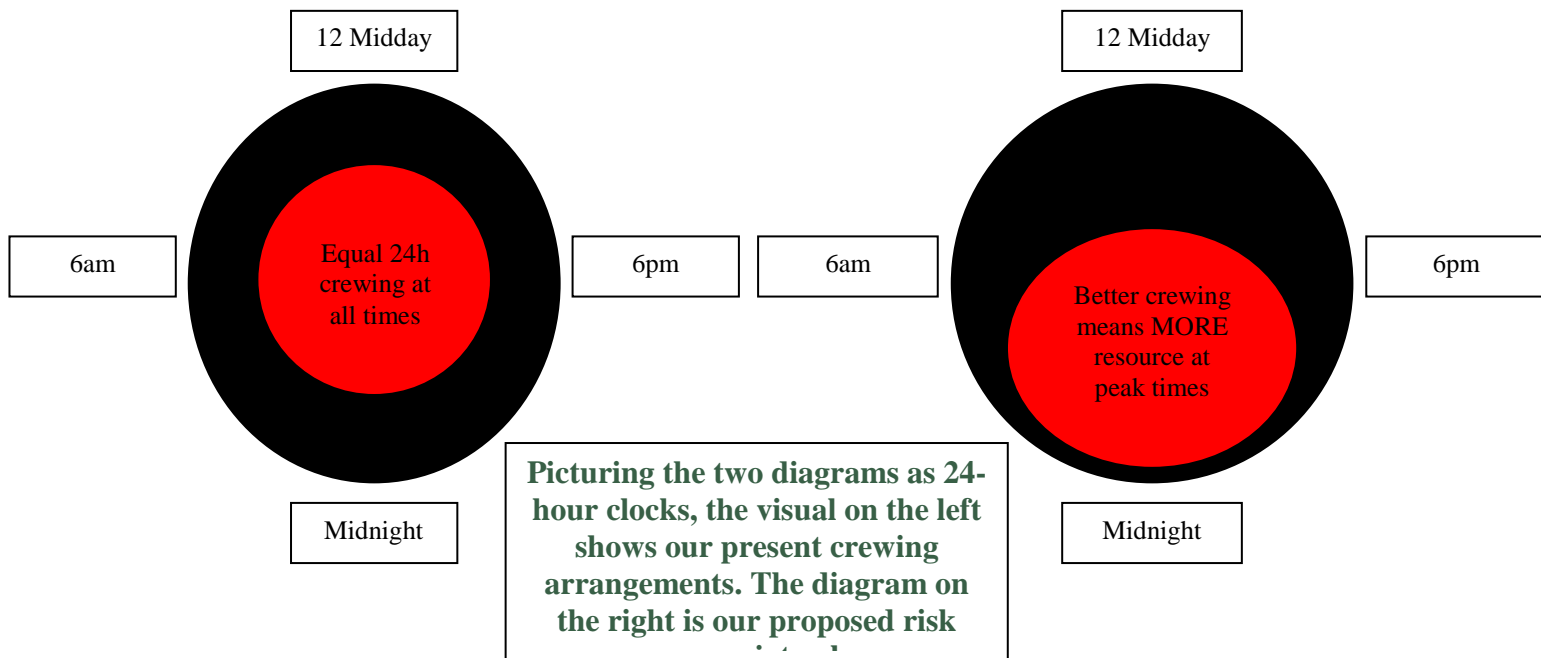 12 Midday
6am
Equal 24h
crewing at
all times
6pm
Midnight
12 Midday
6am
Better crewing
means MORE
resource at
peak times
6pm
Midnight
Picturing the two diagrams as 24-
hour clocks, the visual on the left
shows our present crewing
arrangements. The diagram on
the right is our proposed risk